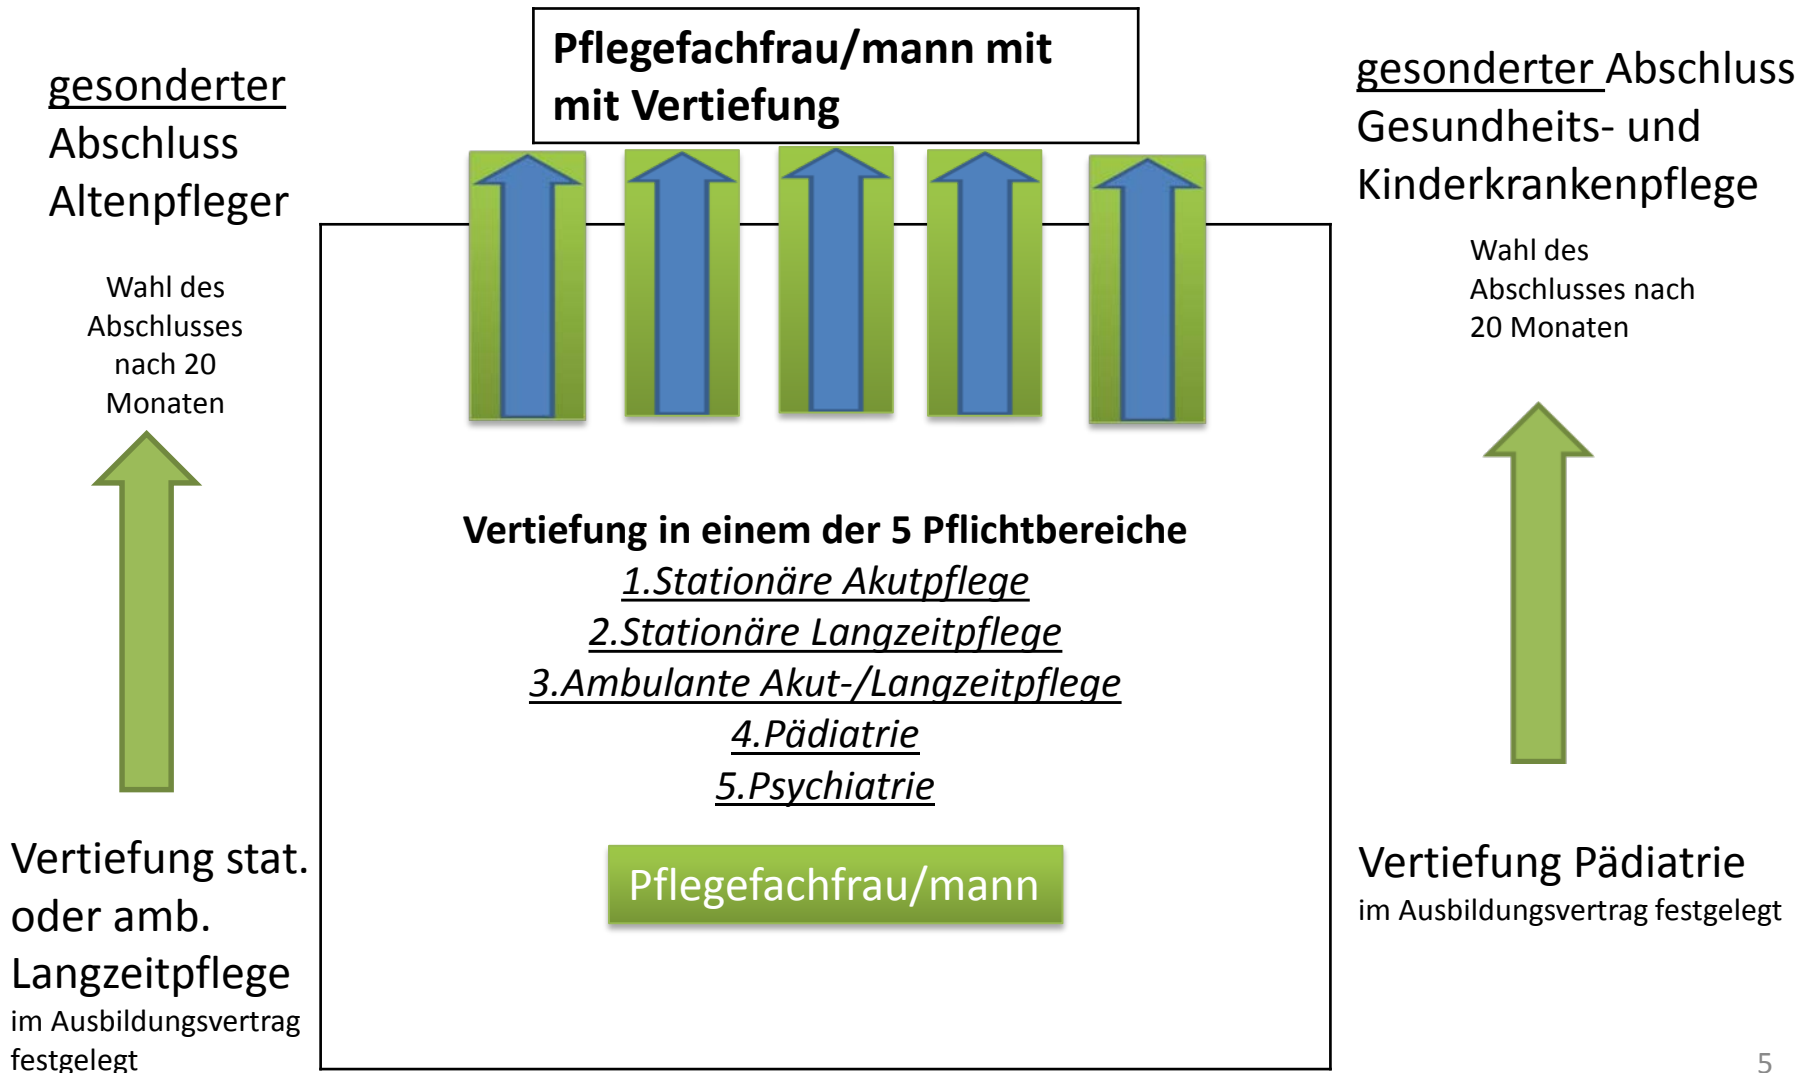 Pflegefachfrau/mann mit
mit Vertiefung
gesonderter
Abschluss
Altenpfleger
Wahl des
Abschlusses
nach 20
Monaten
Vertiefung stat.
oder amb.
Langzeitpflege
im Ausbildungsvertrag
festgelegt
Vertiefung in einem der 5 Pflichtbereiche
1.Stationäre Akutpflege
2.Stationäre Langzeitpflege
3.Ambulante Akut-/Langzeitpflege
4.Pädiatrie
5.Psychiatrie
Pflegefachfrau/mann
gesonderter Abschluss
Gesundheits- und
Kinderkrankenpflege
Wahl des
Abschlusses nach
20 Monaten
Vertiefung Pädiatrie
im Ausbildungsvertrag festgelegt
5